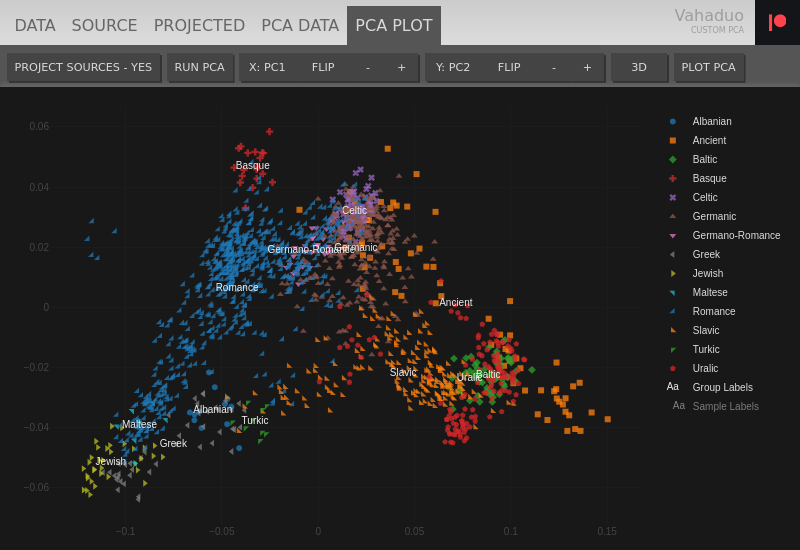 DATA SOURCE PROJECTED PCA DATA PCA PLOT
Vahaduo
CUSTOM PCA
PROJECT SOURCES - YES RUN PCA X: PC1 FLIP - + Y: PC2 FLIP - + 3D PLOT PCA
0.06
0.04
0.02
0
−0.02
−0.04
−0.06
−0.1 −0.05 0 0.05 0.1 0.15
Basque
Celtic
Germano-Romance
Germanic
Romance
Ancient
Slavic
Uralic
Baltic
Albanian
Turkic
Maltese
Greek
Jewish
Albanian
Ancient
Baltic
Basque
Celtic
Germanic
Germano-Romance
Greek
Jewish
Maltese
Romance
Slavic
Turkic
Uralic
Aa Group Labels
Aa Sample Labels